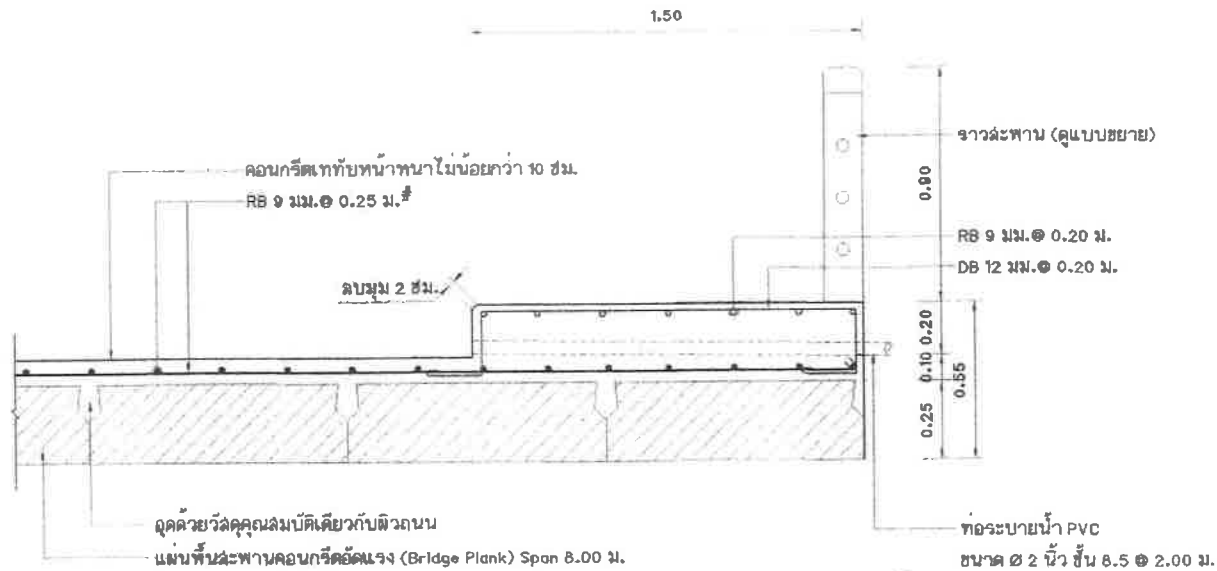 1.50
ราวสะพาน (ดูแบบขยาย)
คอนกรีตเททับหน้าหนาไม่น้อยกว่า 10 ซม.
RB 9 มม.@ 0.25 ม.#
0.90
RB 9 มม.@ 0.20 ม.
DB 12 มม.@ 0.20 ม.
ลบมุม 2 ซม.
0.20
0.10
0.55
0.25
อุดด้วยวัสดุคุณสมบัติเดียวกับผิวถนน
แผ่นพื้นสะพานคอนกรีตอัดแรง (Bridge Plank) Span 8.00 ม.
ท่อระบายน้ำ PVC
ขนาด Ø 2 นิ้ว ชั้น 8.5 @ 2.00 ม.